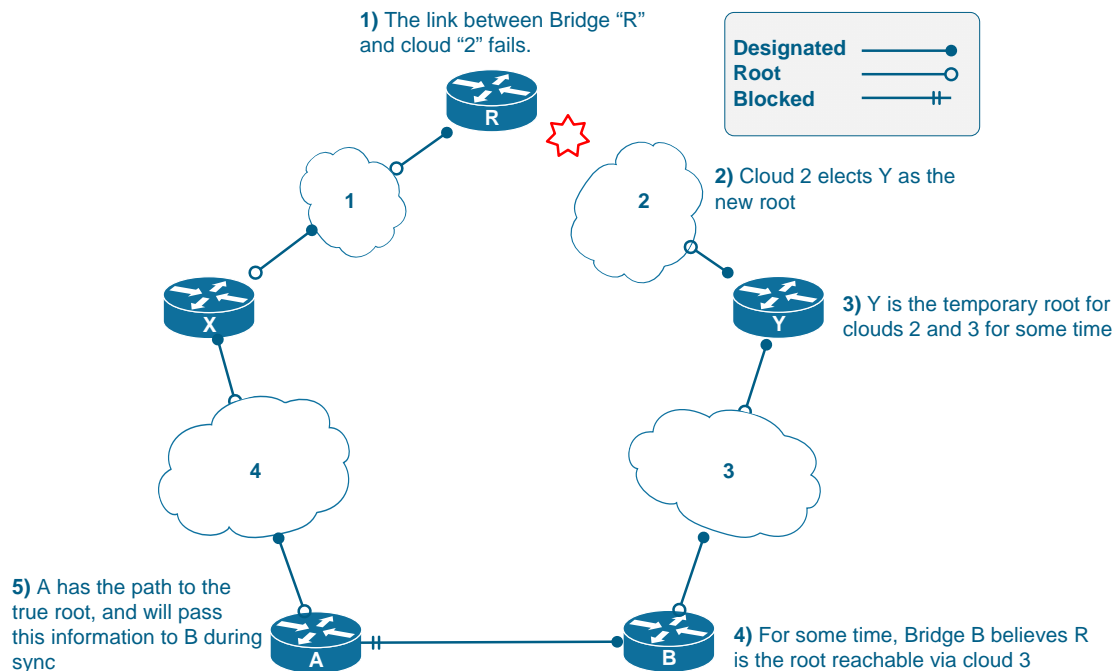 1) The link between Bridge “R”
and cloud “2” fails.
Designated
Root
Blocked
R
1
2
2) Cloud 2 elects Y as the
new root
X
Y
3) Y is the temporary root for
clouds 2 and 3 for some time
4
3
5) A has the path to the
true root, and will pass
this information to B during
sync
A
B
4) For some time, Bridge B believes R
is the root reachable via cloud 3